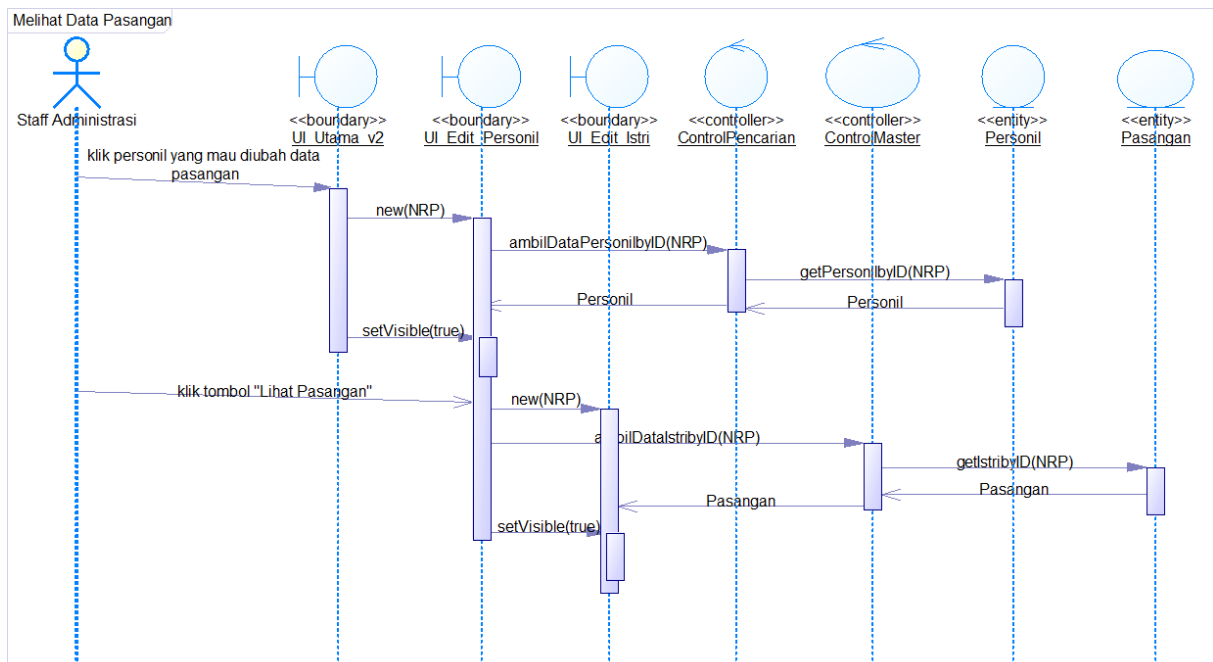 Melihat Data Pasangan
Staff Administrasi
<<boundary>>
UI_Utama_v2
<<boundary>>
UI_Edit_Personil
<<boundary>>
UI_Edit_Istri
<<controller>>
ControlPencarian
<<controller>>
ControlMaster
<<entity>>
Personil
<<entity>>
Pasangan
klik personil yang mau diubah data
pasangan
new(NRP)
ambilDataPersonilbyID(NRP)
getPersonilbyID(NRP)
Personil
Personil
setVisible(true)
klik tombol "Lihat Pasangan"
new(NRP)
ambilDataIstribyID(NRP)
getIstribyID(NRP)
Pasangan
Pasangan
setVisible(true)